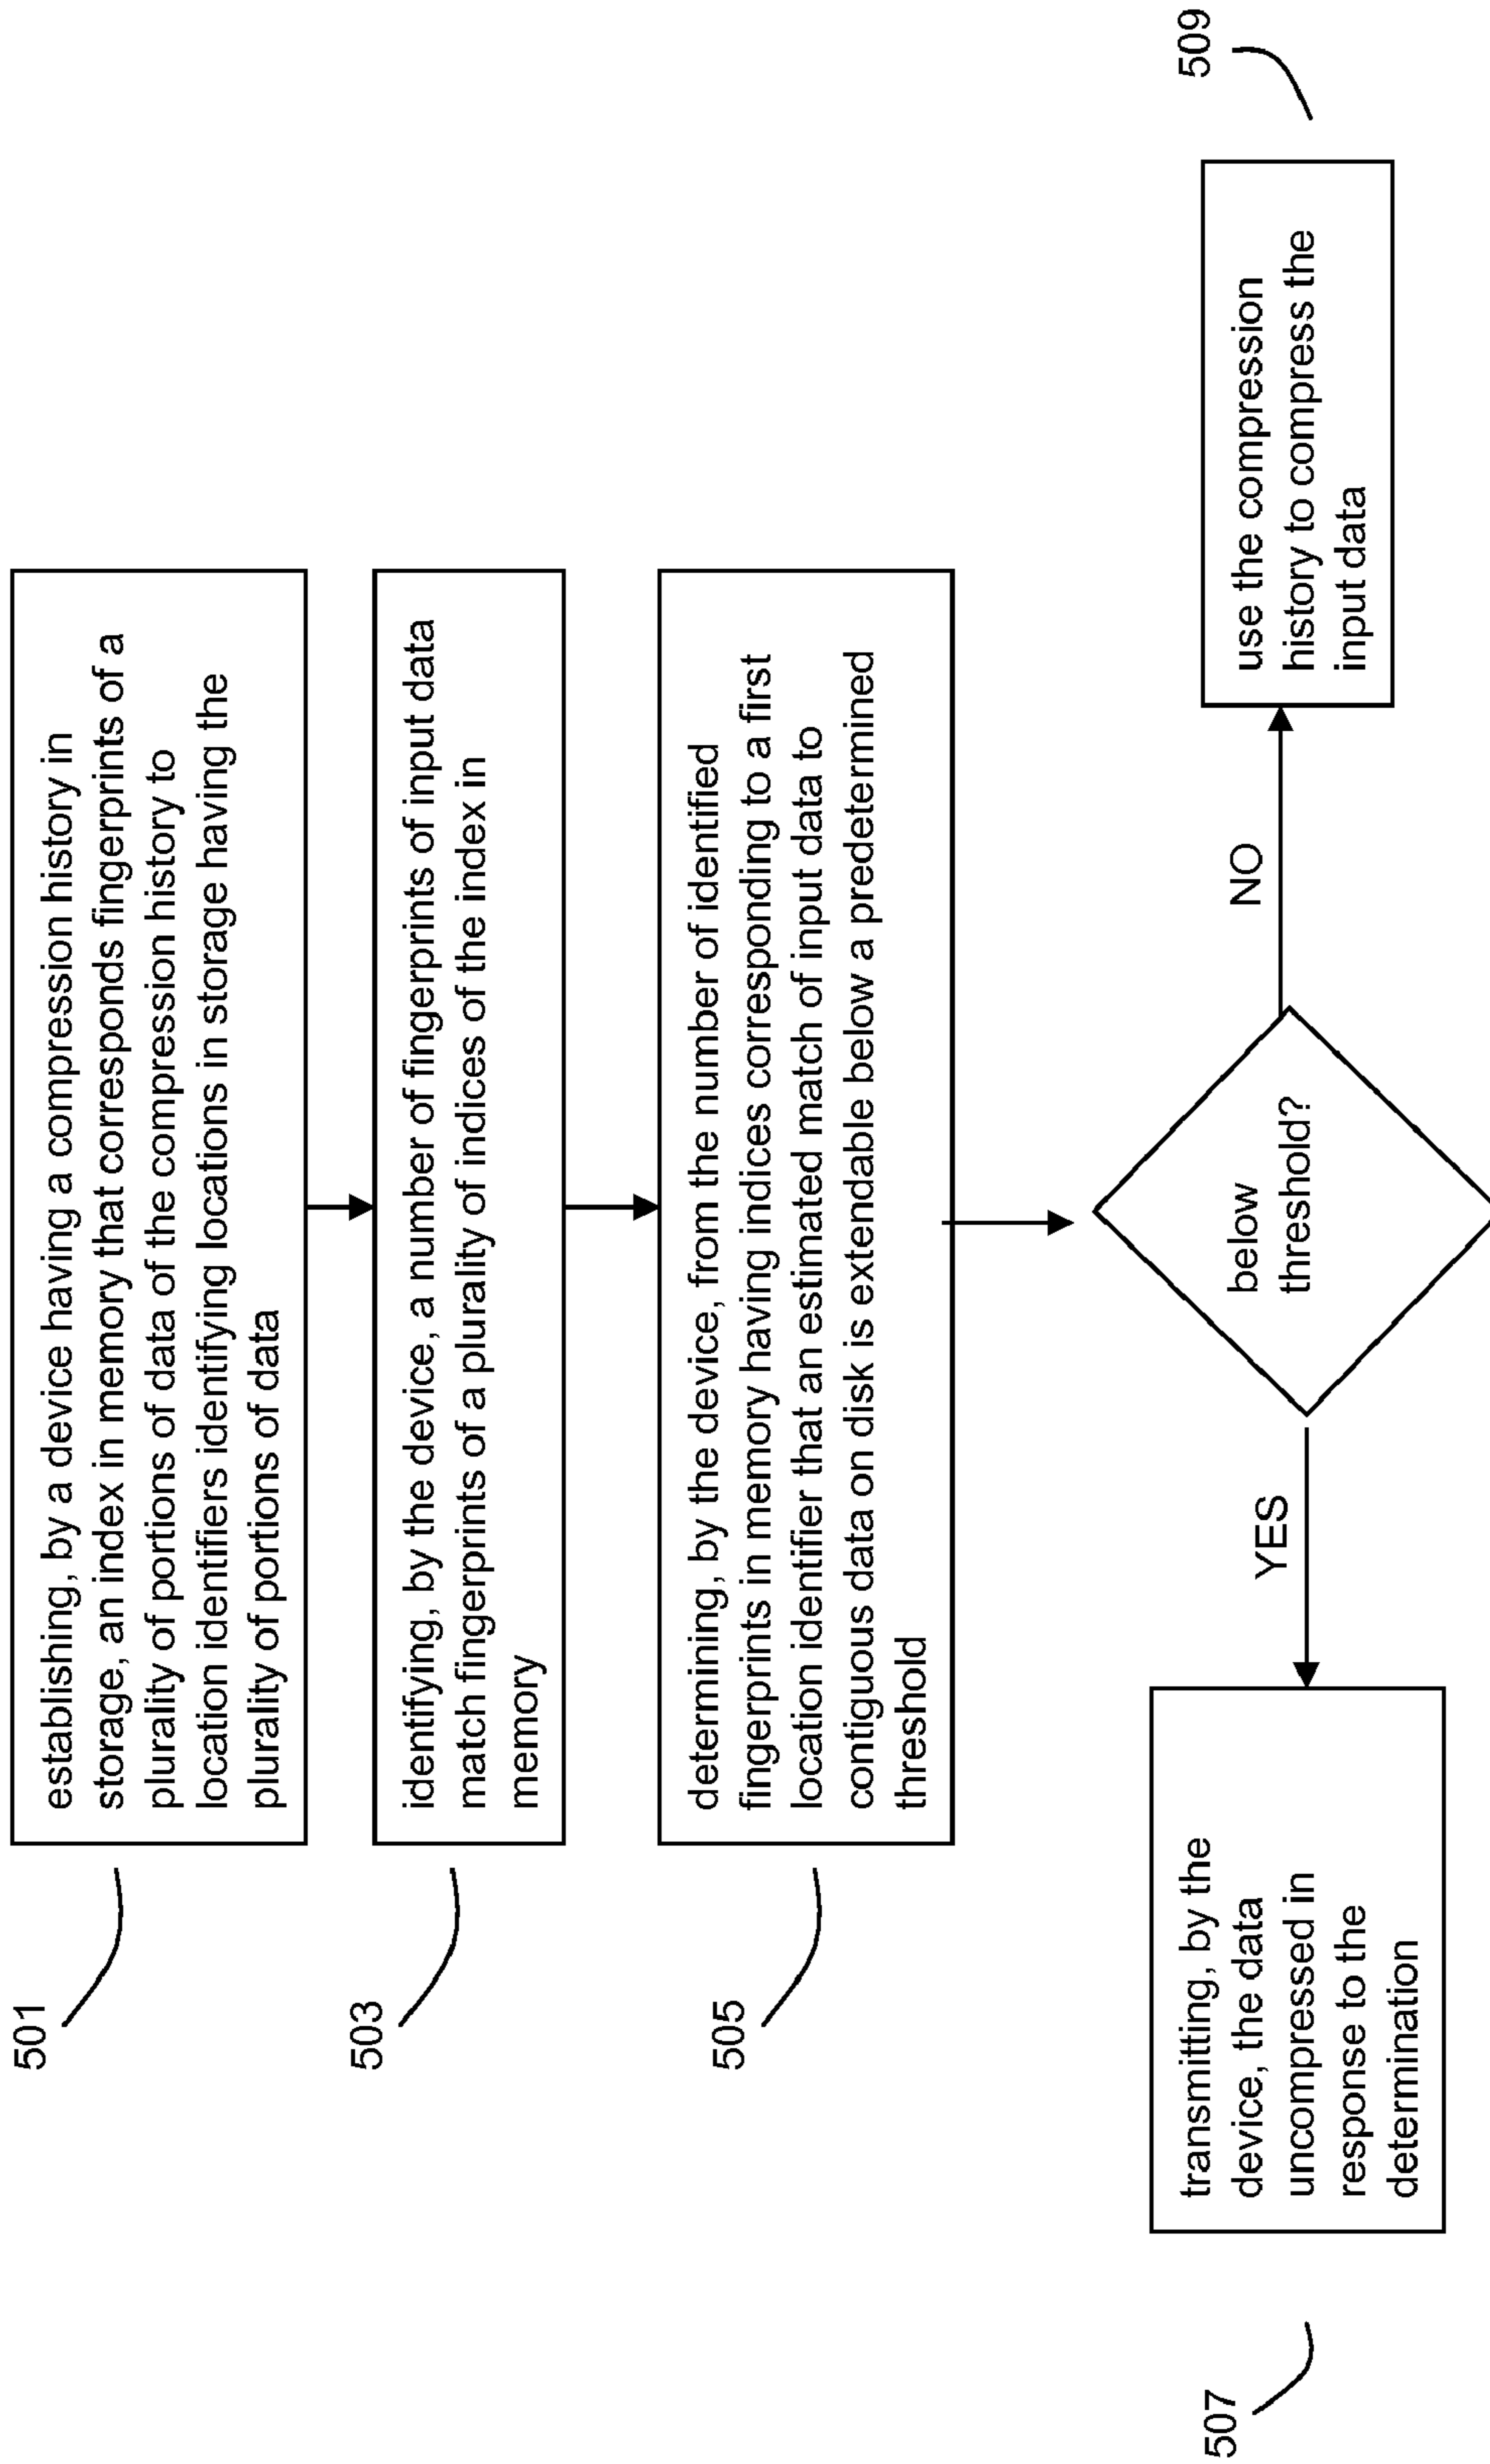 501
establishing, by a device having a compression history in
storage, an index in memory that corresponds fingerprints of a
plurality of portions of data of the compression history to
location identifiers identifying locations in storage having the
plurality of portions of data
503
identifying, by the device, a number of fingerprints of input data
match fingerprints of a plurality of indices of the index in
memory
505
determining, by the device, from the number of identified
fingerprints in memory having indices corresponding to a first
location identifier that an estimated match of input data to
contiguous data on disk is extendable below a predetermined
threshold
below
threshold?
YES
NO
507
transmitting, by the
device, the data
uncompressed in
response to the
determination
509
use the compression
history to compress the
input data